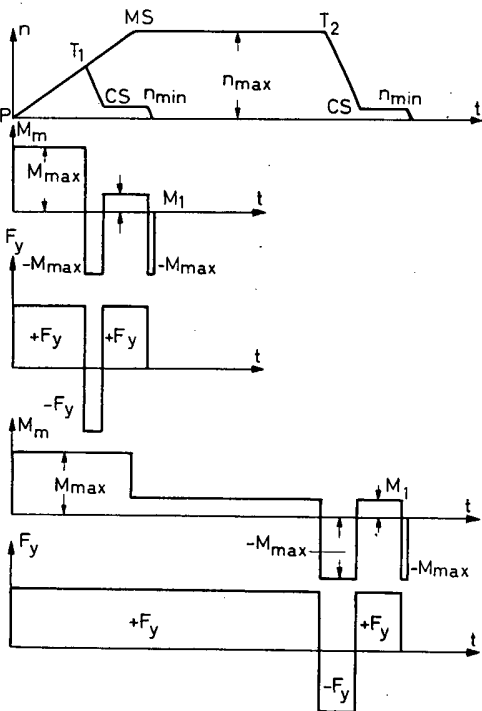 n
MS
T2
T1
nmax
CS
nmin
CS
nmin
P
t
Mm
Mmax
M1
t
-Mmax
-Mmax
Fy
+Fy
+Fy
t
-Fy
Mm
Mmax
M1
t
-Mmax
-Mmax
Fy
+Fy
+Fy
t
-Fy